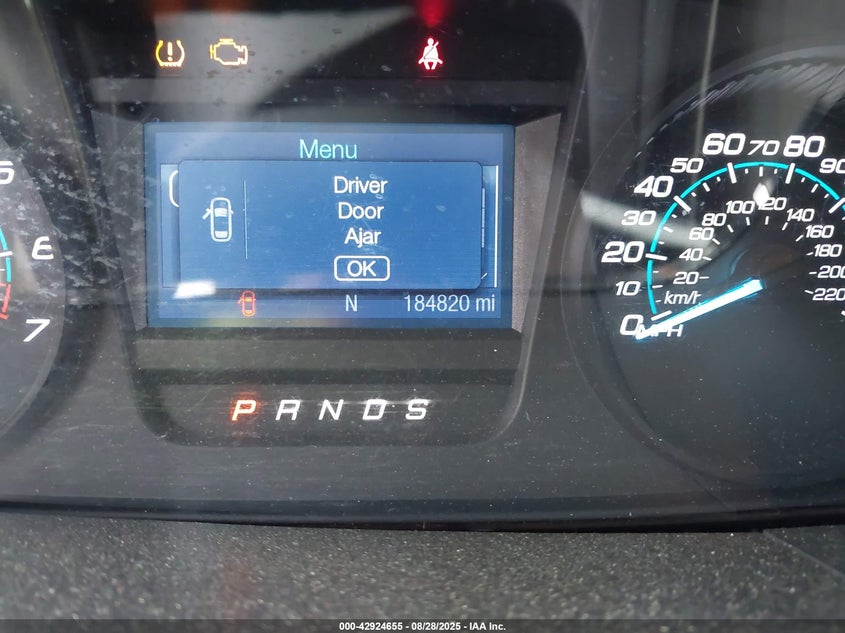 Menu
Driver
Door
Ajar
OK
N 184820 mi
P R N D S
6
7
0 10 20 30 40 50 60 70 80 90
MPH
20 40 60 80 100 120 140 160 180 200 220
km/h
000-42924655 - 08/28/2025 - IAA Inc.